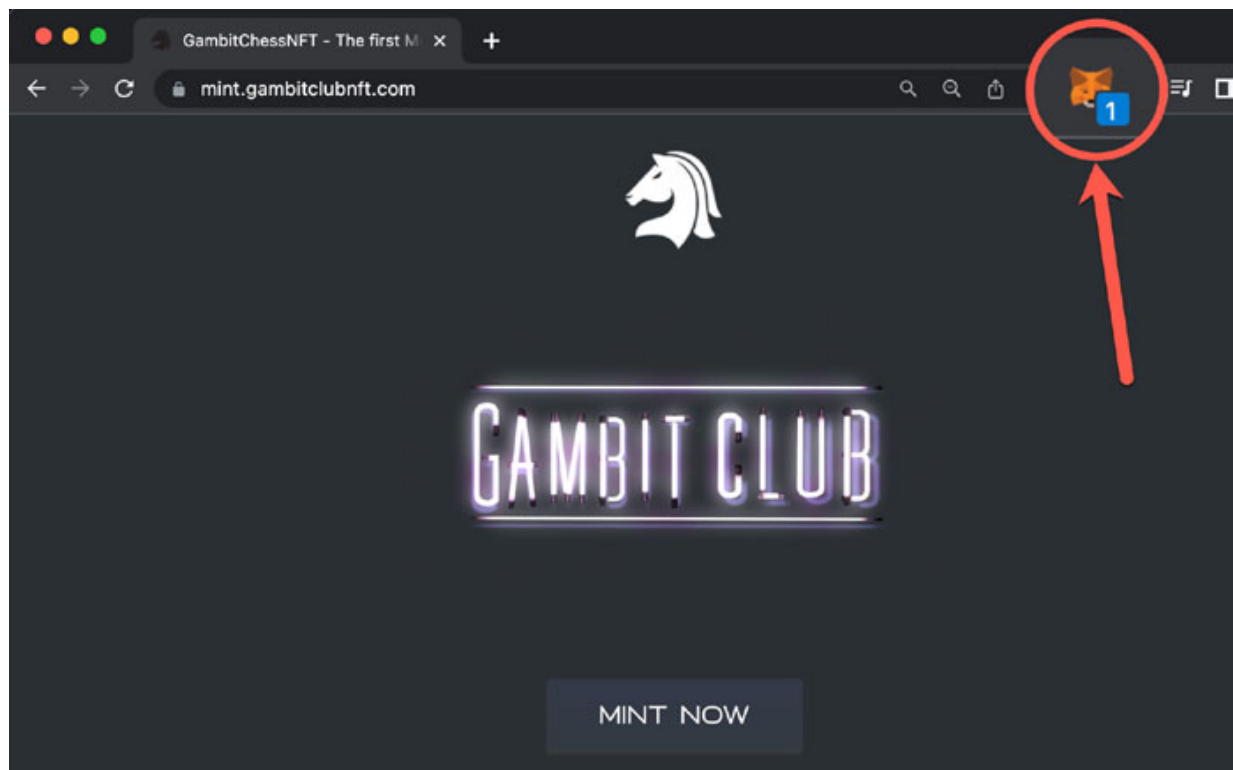 GambitChessNFT - The first M
mint.gambitclubnft.com
1
GAMBIT CLUB
MINT NOW